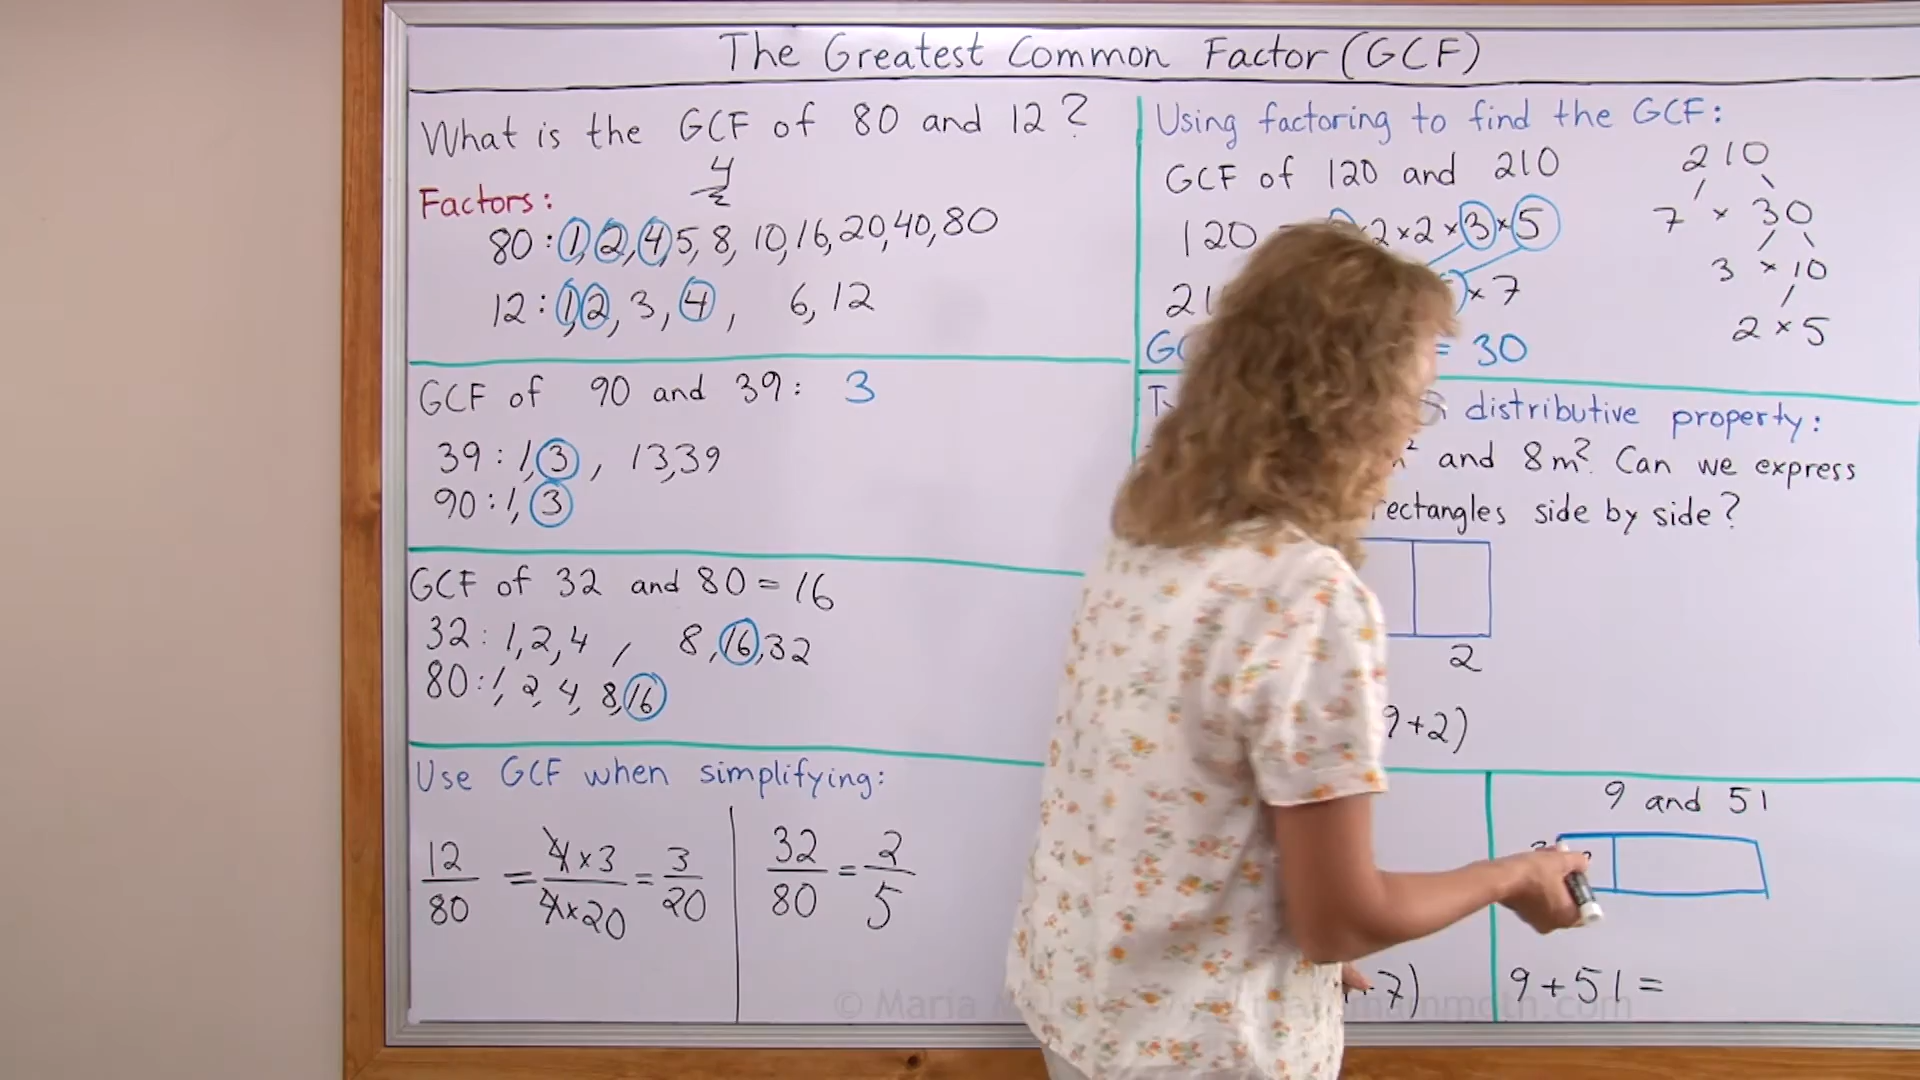 The Greatest Common Factor (GCF)
What is the GCF of 80 and 12?
4
Factors:
80 : 1, 2, 4, 5, 8, 10, 16, 20, 40, 80
12 : 1, 2, 3, 4, 6, 12
GCF of 90 and 39: 3
39 : 1, 3, 13, 39
90 : 1, 3
GCF of 32 and 80 = 16
32 : 1, 2, 4, 8, 16, 32
80 : 1, 2, 4, 8, 16
Use GCF when simplifying:
12/80 = 4×3/4×20 = 3/20
32/80 = 2/5
Using factoring to find the GCF:
GCF of 120 and 210
120 ×2×2×3×5
×7
= 30
210
7 × 30
3 × 10
2 × 5
distributive property:
and 8m². Can we express
rectangles side by side?
2
9+2)
7)
9 and 51
9+51=
© Maria